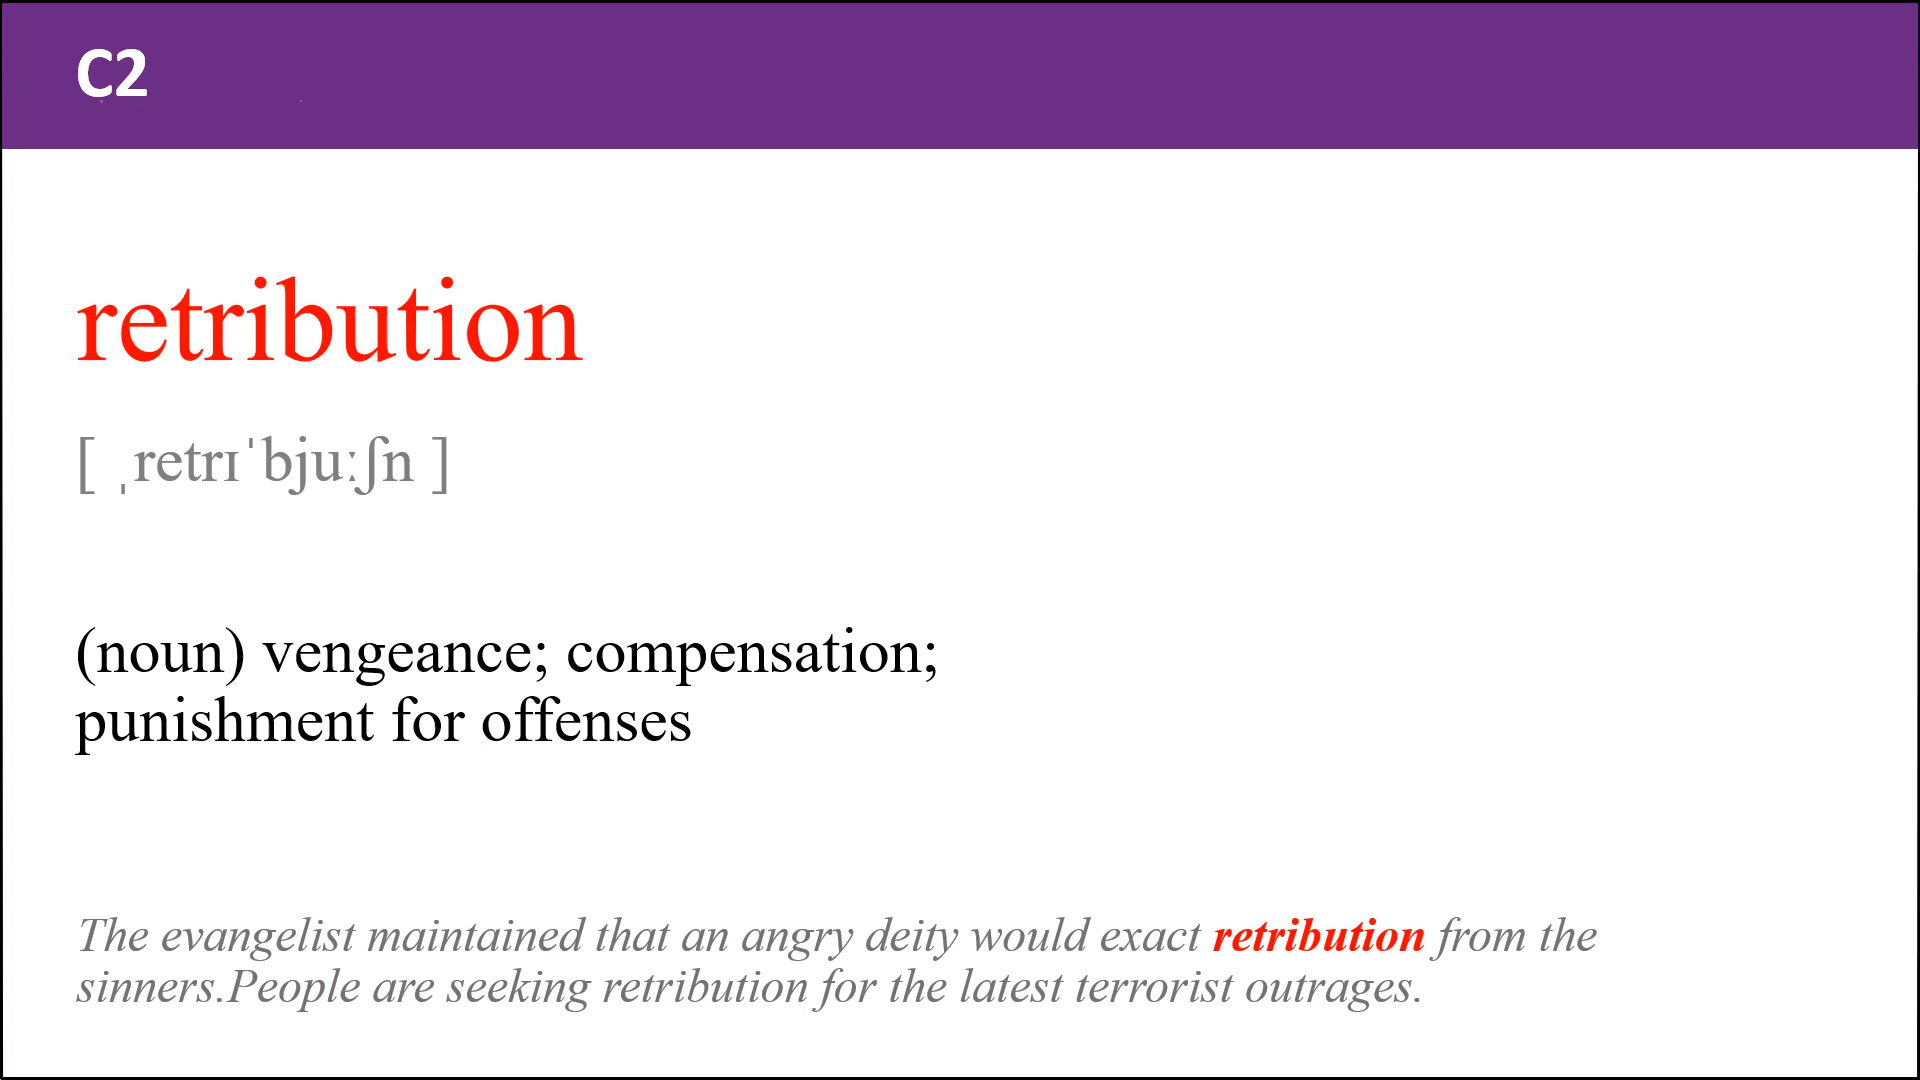 C2
retribution
[ ˌretrɪˈbjuːʃn ]
(noun) vengeance; compensation;
punishment for offenses
The evangelist maintained that an angry deity would exact retribution from the
sinners.People are seeking retribution for the latest terrorist outrages.